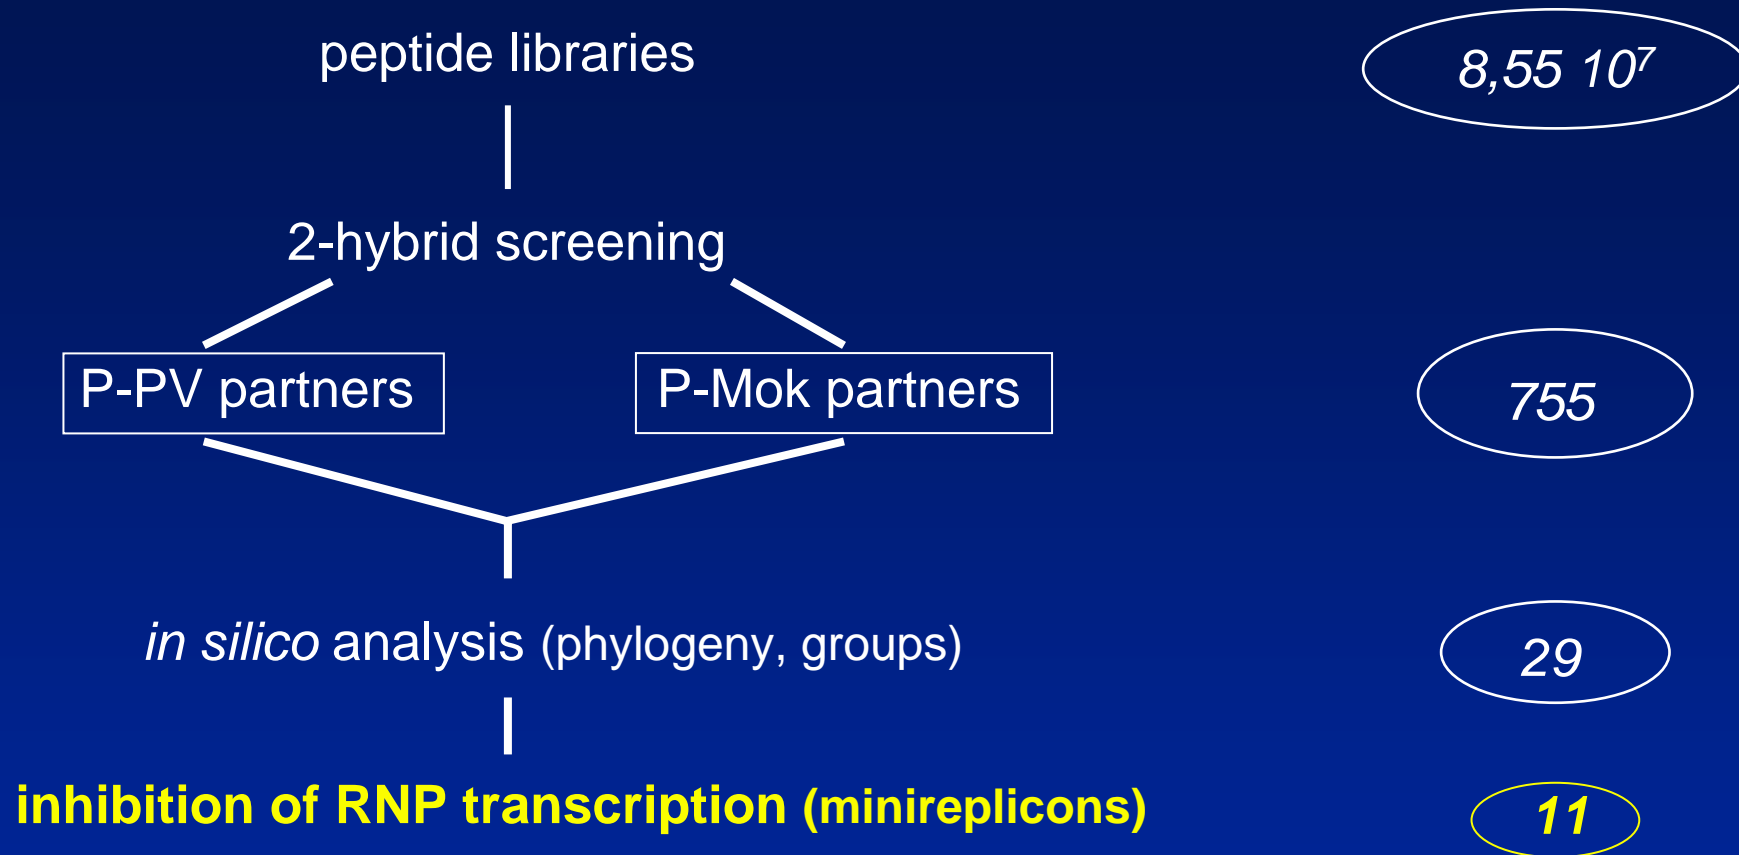 peptide libraries
8,55 10⁷
2-hybrid screening
P-PV partners
P-Mok partners
755
in silico analysis (phylogeny, groups)
29
inhibition of RNP transcription (minireplicons)
11